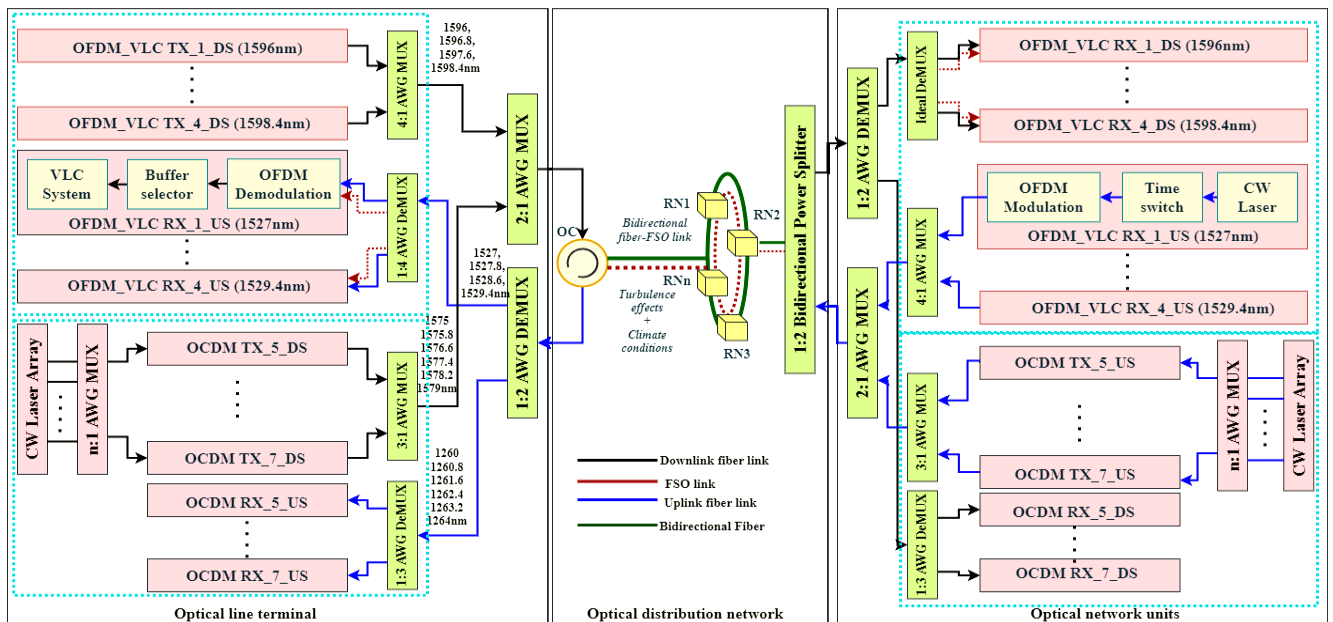 OFDM_VLC TX_1_DS (1596nm)
OFDM_VLC TX_4_DS (1598.4nm)
4:1 AWG MUX
1596,
1596.8,
1597.6,
1598.4nm
VLC
System
Buffer
selector
OFDM
Demodulation
OFDM_VLC RX_1_US (1527nm)
OFDM_VLC RX_4_US (1529.4nm)
1:4 AWG DeMUX
1527,
1527.8,
1528.6,
1529.4nm
2:1 AWG MUX
1:2 AWG DEMUX
CW Laser Array
n:1 AWG MUX
OCDM TX_5_DS
OCDM TX_7_DS
3:1 AWG MUX
1575
1575.8
1576.6
1577.4
1578.2
1579nm
OCDM RX_5_US
OCDM RX_7_US
1:3 AWG DeMUX
1260
1260.8
1261.6
1262.4
1263.2
1264nm
Optical line terminal
OC
Bidirectional
fiber-FSO link
Turbulence
effects
+
Climate
conditions
RN1
RN2
RNn
RN3
1:2 Bidirectional Power Splitter
Downlink fiber link
FSO link
Uplink fiber link
Bidirectional Fiber
Optical distribution network
1:2 AWG DEMUX
2:1 AWG MUX
Ideal DeMUX
OFDM_VLC RX_1_DS (1596nm)
OFDM_VLC RX_4_DS (1598.4nm)
4:1 AWG MUX
OFDM
Modulation
Time
switch
CW
Laser
OFDM_VLC RX_1_US (1527nm)
OFDM_VLC RX_4_US (1529.4nm)
3:1 AWG MUX
OCDM TX_5_US
OCDM TX_7_US
n:1 AWG MUX
CW Laser Array
1:3 AWG DeMUX
OCDM RX_5_DS
OCDM RX_7_DS
Optical network units